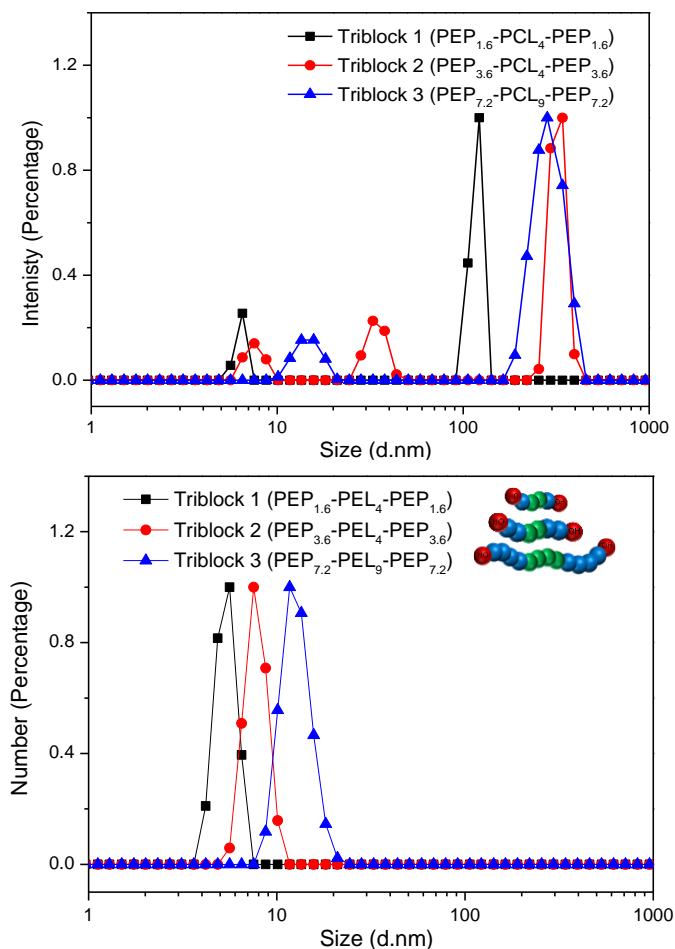 Triblock 1 (PEP1.6-PCL4-PEP1.6)
Triblock 2 (PEP3.6-PCL4-PEP3.6)
Triblock 3 (PEP7.2-PCL9-PEP7.2)
1.2
0.8
0.4
0.0
Intenisty (Percentage)
1 10 100 1000
Size (d.nm)
Triblock 1 (PEP1.6-PEL4-PEP1.6)
Triblock 2 (PEP3.6-PEL4-PEP3.6)
Triblock 3 (PEP7.2-PEL9-PEP7.2)
1.2
0.8
0.4
0.0
Number (Percentage)
1 10 100 1000
Size (d.nm)